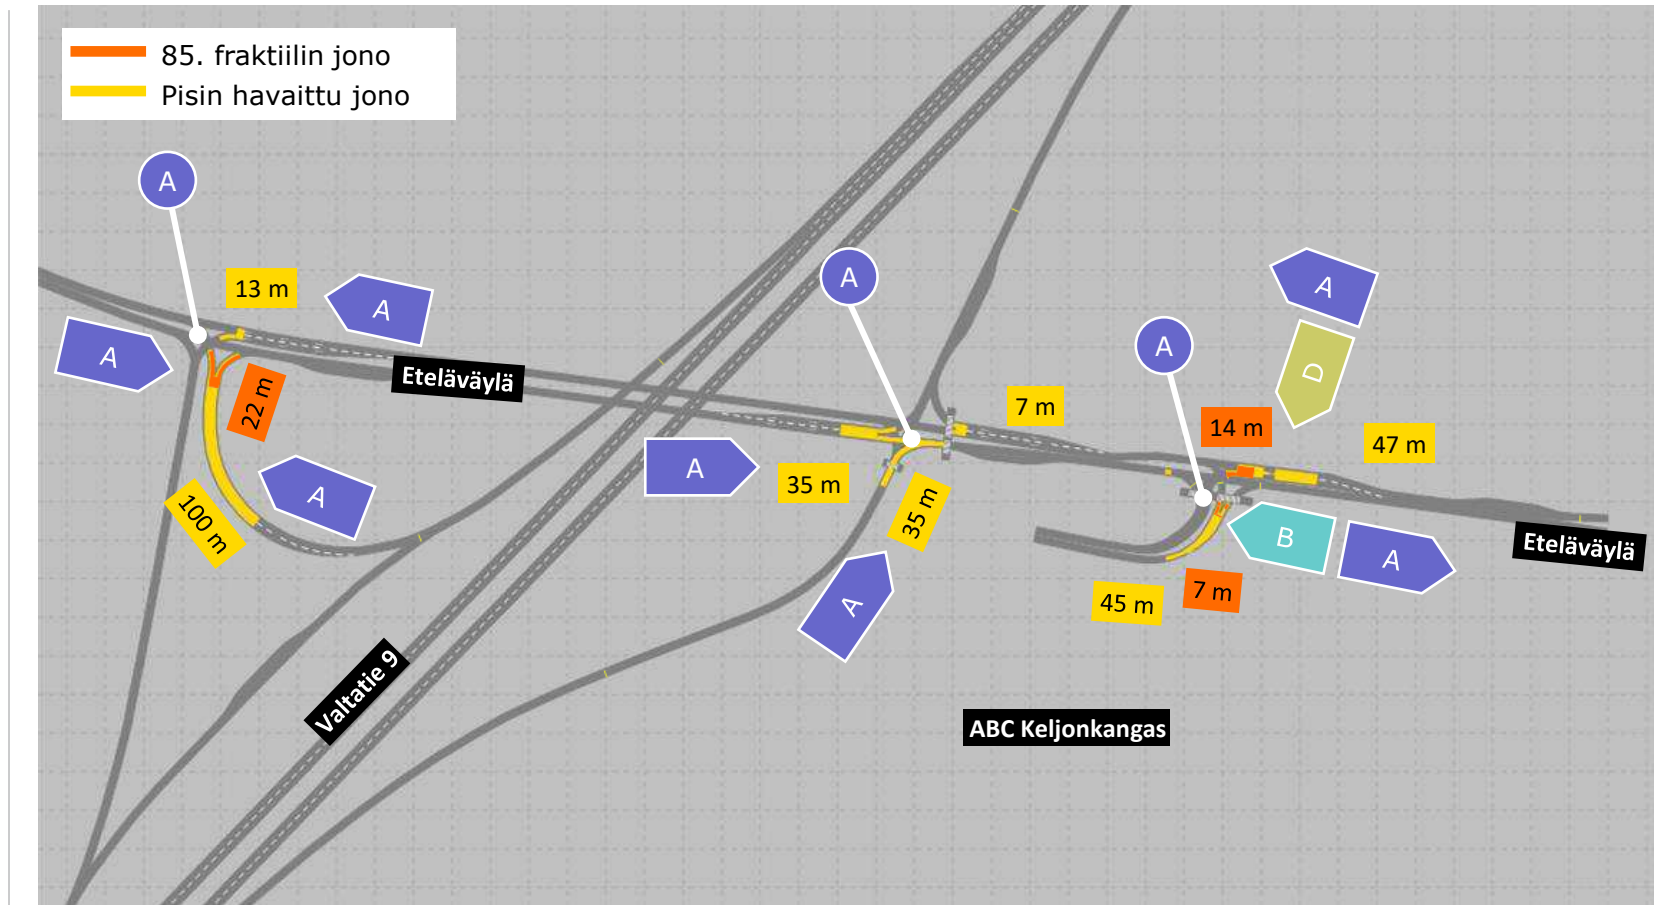 85. fraktiilin jono
Pisin havaittu jono
A
13 m
A
A
Eteläväylä
22 m
A
100 m
Valtatie 9
A
A
35 m
35 m
A
7 m
A
A
D
14 m
47 m
B
A
45 m
7 m
Eteläväylä
ABC Keljonkangas